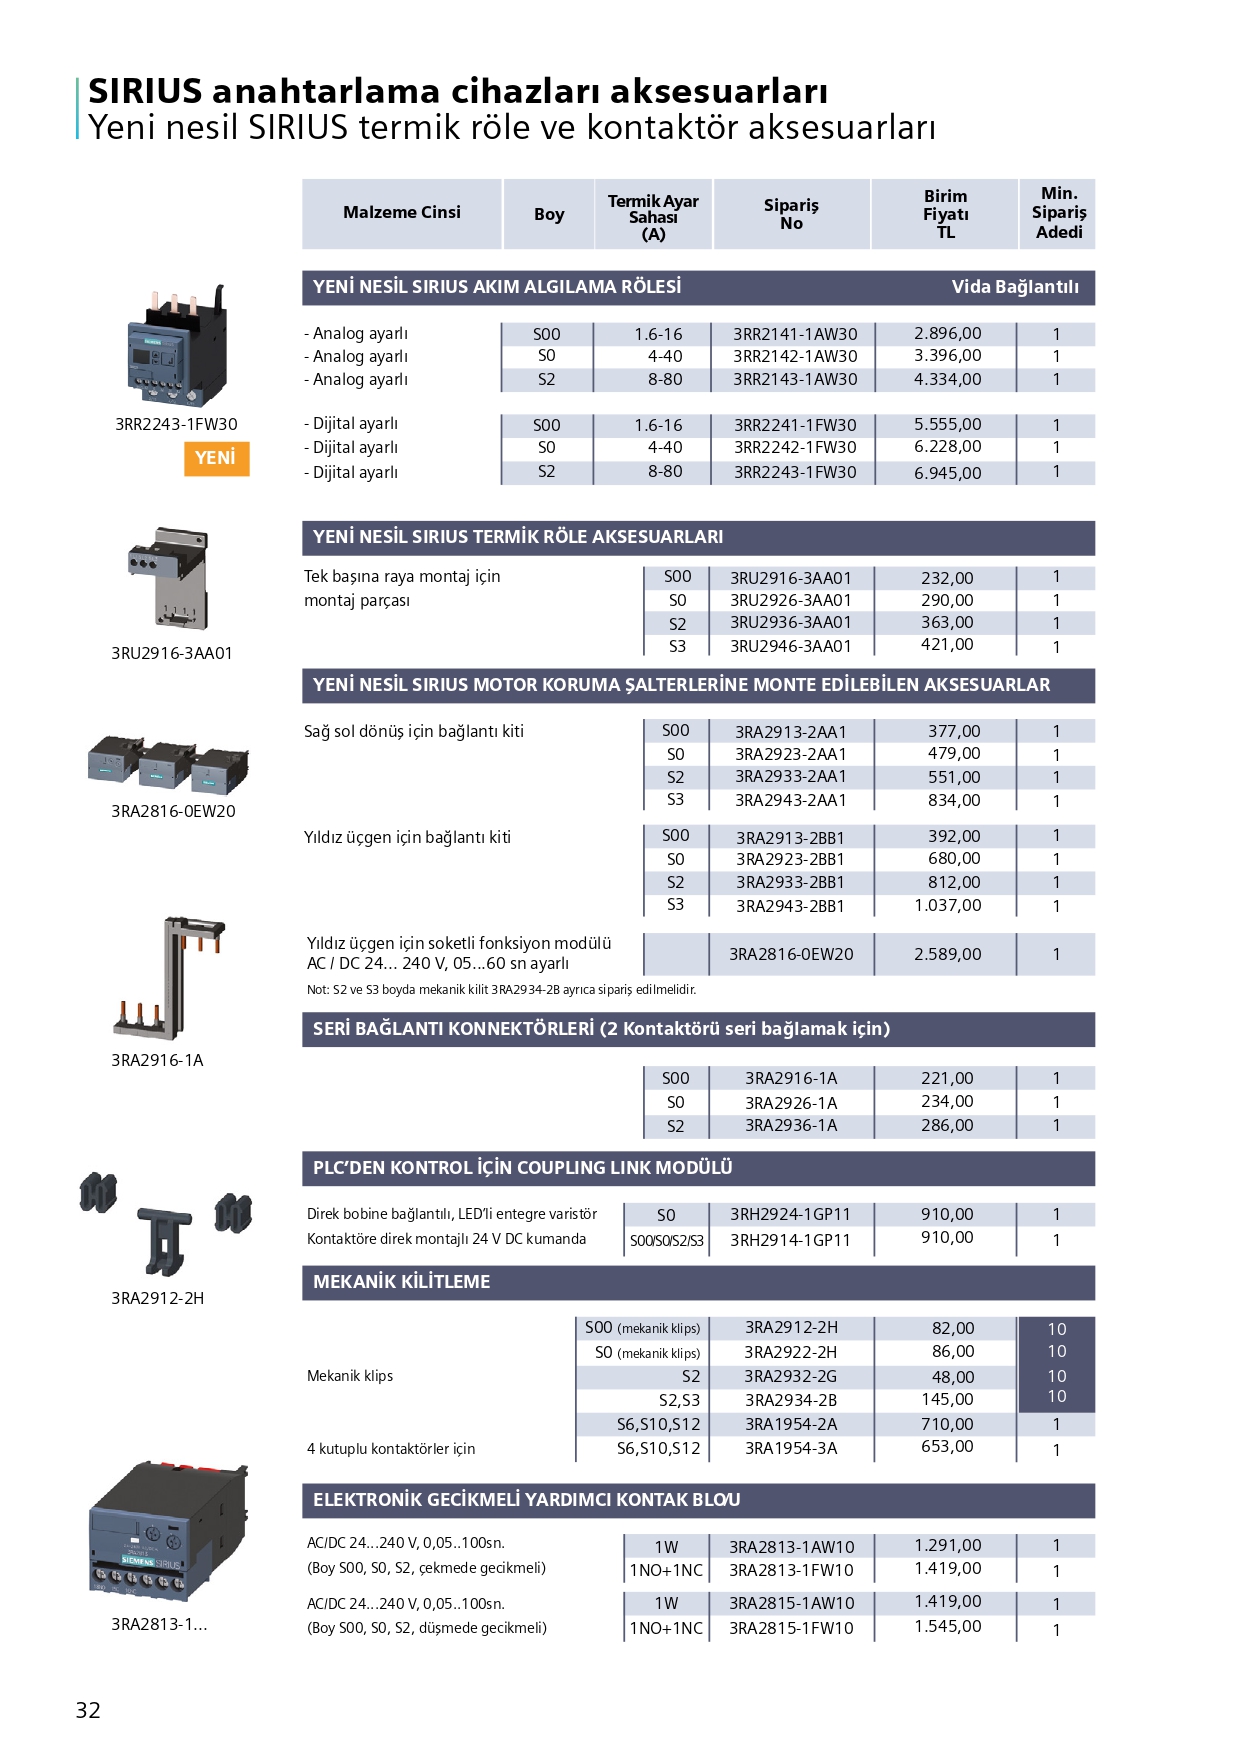 SIRIUS anahtarlama cihazları aksesuarları
Yeni nesil SIRIUS termik röle ve kontaktör aksesuarları
Malzeme Cinsi Boy Termik Ayar Sahası (A) Sipariş No Birim Fiyatı TL Min. Sipariş Adedi
YENİ NESİL SIRIUS AKIM ALGILAMA RÖLESİ Vida Bağlantılı
- Analog ayarlı S00 1.6-16 3RR2141-1AW30 2.896,00 1
- Analog ayarlı S0 4-40 3RR2142-1AW30 3.396,00 1
- Analog ayarlı S2 8-80 3RR2143-1AW30 4.334,00 1
3RR2243-1FW30
YENİ
- Dijital ayarlı S00 1.6-16 3RR2241-1FW30 5.555,00 1
- Dijital ayarlı S0 4-40 3RR2242-1FW30 6.228,00 1
- Dijital ayarlı S2 8-80 3RR2243-1FW30 6.945,00 1
YENİ NESİL SIRIUS TERMİK RÖLE AKSESUARLARI
Tek başına raya montaj için S00 3RU2916-3AA01 232,00 1
montaj parçası S0 3RU2926-3AA01 290,00 1
S2 3RU2936-3AA01 363,00 1
S3 3RU2946-3AA01 421,00 1
3RU2916-3AA01
YENİ NESİL SIRIUS MOTOR KORUMA ŞALTERLERİNE MONTE EDİLEBİLEN AKSESUARLAR
Sağ sol dönüş için bağlantı kiti S00 3RA2913-2AA1 377,00 1
S0 3RA2923-2AA1 479,00 1
S2 3RA2933-2AA1 551,00 1
S3 3RA2943-2AA1 834,00 1
3RA2816-0EW20
Yıldız üçgen için bağlantı kiti S00 3RA2913-2BB1 392,00 1
S0 3RA2923-2BB1 680,00 1
S2 3RA2933-2BB1 812,00 1
S3 3RA2943-2BB1 1.037,00 1
Yıldız üçgen için soketli fonksiyon modülü
AC / DC 24... 240 V, 05...60 sn ayarlı 3RA2816-0EW20 2.589,00 1
Not: S2 ve S3 boyda mekanik kilit 3RA2934-2B ayrıca sipariş edilmelidir.
SERİ BAĞLANTI KONNEKTÖRLERİ (2 Kontaktörü seri bağlamak için)
3RA2916-1A
S00 3RA2916-1A 221,00 1
S0 3RA2926-1A 234,00 1
S2 3RA2936-1A 286,00 1
PLC’DEN KONTROL İÇİN COUPLING LINK MODÜLÜ
Direk bobine bağlantılı, LED’li entegre varistör S0 3RH2924-1GP11 910,00 1
Kontaktöre direk montajlı 24 V DC kumanda S00/S0/S2/S3 3RH2914-1GP11 910,00 1
MEKANİK KİLİTLEME
3RA2912-2H
S00 (mekanik klips) 3RA2912-2H 82,00 10
S0 (mekanik klips) 3RA2922-2H 86,00 10
Mekanik klips S2 3RA2932-2G 48,00 10
S2,S3 3RA2934-2B 145,00 10
S6,S10,S12 3RA1954-2A 710,00 1
4 kutuplu kontaktörler için S6,S10,S12 3RA1954-3A 653,00 1
ELEKTRONİK GECİKMELİ YARDIMCI KONTAK BLO/U
SIEMENS SIRIUS
AC/DC 24...240 V, 0,05..100sn. 1W 3RA2813-1AW10 1.291,00 1
(Boy S00, S0, S2, çekmede gecikmeli) 1NO+1NC 3RA2813-1FW10 1.419,00 1
AC/DC 24...240 V, 0,05..100sn. 1W 3RA2815-1AW10 1.419,00 1
(Boy S00, S0, S2, düşmede gecikmeli) 1NO+1NC 3RA2815-1FW10 1.545,00 1
3RA2813-1...
32